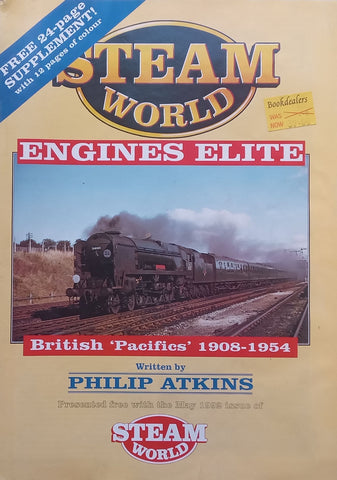 FREE 24-page
SUPPLEMENT!
with 12 pages of colour
STEAM
WORLD
Bookdealers
WAS
NOW
ENGINES ELITE
British 'Pacifics' 1908-1954
Written by
PHILIP ATKINS
Presented free with the May 1992 issue of
STEAM
WORLD